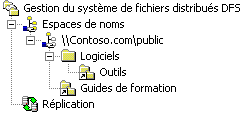 Gestion du système de fichiers distribués DFS
Espaces de noms
\\Contoso.com\public
Logiciels
Outils
Guides de formation
Réplication